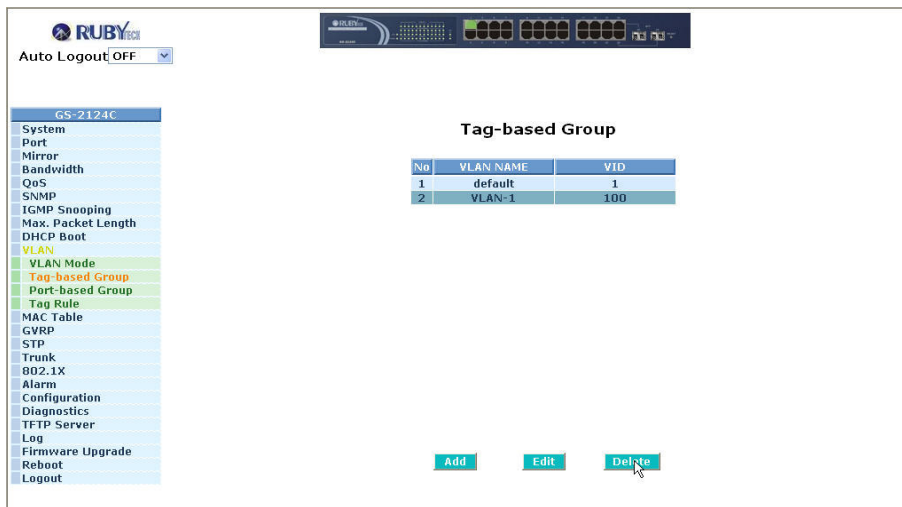 RUBYTECH
Auto Logout OFF
RUBY
GS-2124C
System
Port
Mirror
Bandwidth
QoS
SNMP
IGMP Snooping
Max. Packet Length
DHCP Boot
VLAN
VLAN Mode
Tag-based Group
Port-based Group
Tag Rule
MAC Table
GVRP
STP
Trunk
802.1X
Alarm
Configuration
Diagnostics
TFTP Server
Log
Firmware Upgrade
Reboot
Logout
Tag-based Group
No VLAN NAME VID
1 default 1
2 VLAN-1 100
Add Edit Delete